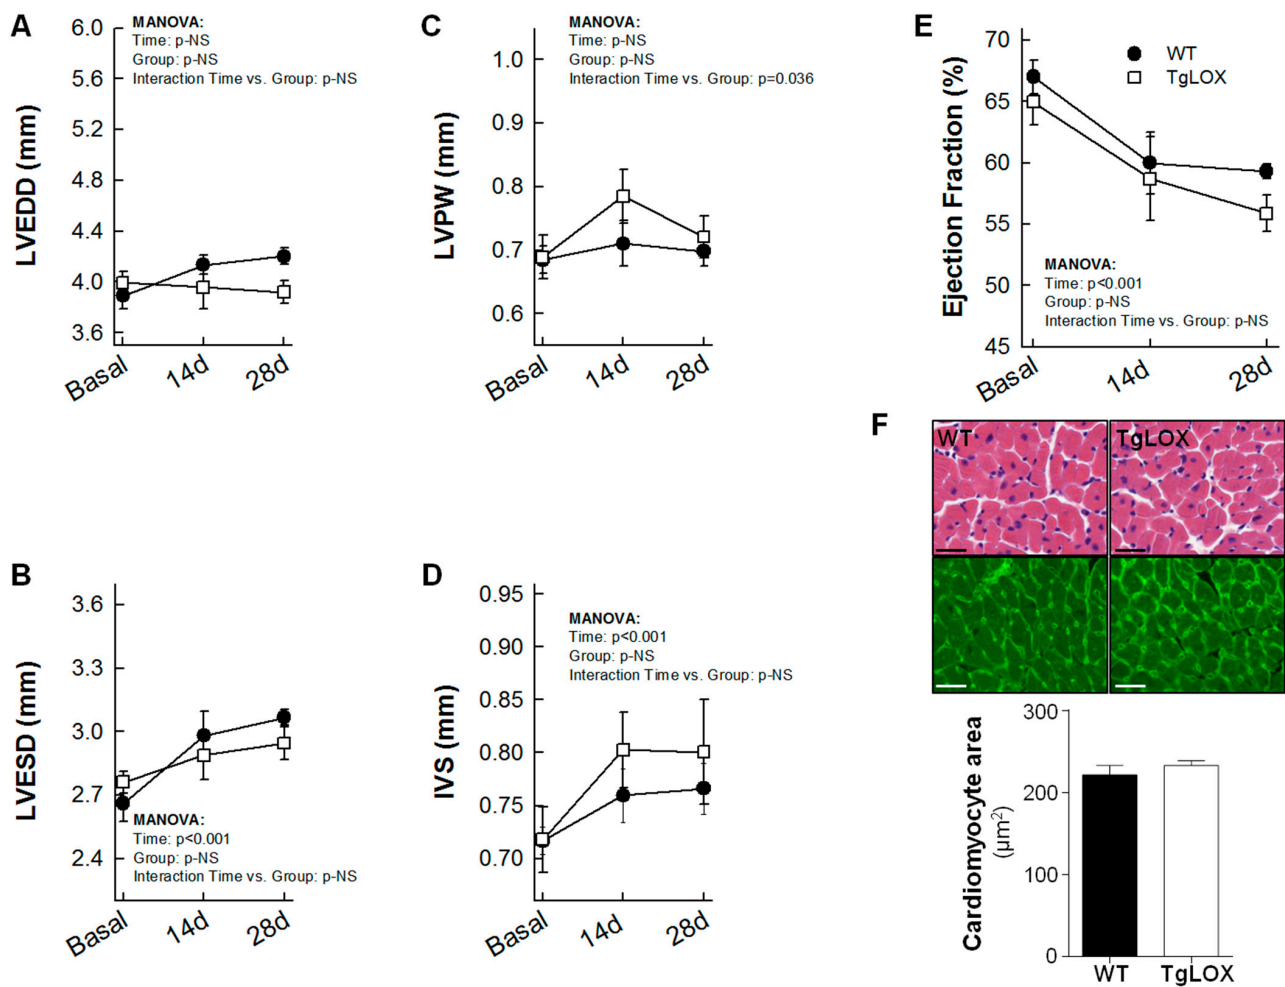 A
MANOVA:
Time: p-NS
Group: p-NS
Interaction Time vs. Group: p-NS
LVEDD (mm)
6.0
5.6
5.2
4.8
4.4
4.0
3.6
Basal
14d
28d
C
MANOVA:
Time: p-NS
Group: p-NS
Interaction Time vs. Group: p=0.036
LVPW (mm)
1.0
0.9
0.8
0.7
0.6
Basal
14d
28d
E
WT
TgLOX
Ejection Fraction (%)
70
65
60
55
50
45
MANOVA:
Time: p<0.001
Group: p-NS
Interaction Time vs. Group: p-NS
Basal
14d
28d
B
LVESD (mm)
3.6
3.3
3.0
2.7
2.4
MANOVA:
Time: p<0.001
Group: p-NS
Interaction Time vs. Group: p-NS
Basal
14d
28d
D
MANOVA:
Time: p<0.001
Group: p-NS
Interaction Time vs. Group: p-NS
IVS (mm)
0.95
0.90
0.85
0.80
0.75
0.70
Basal
14d
28d
F
WT
TgLOX
Cardiomyocyte area
(µm²)
300
200
100
0
WT
TgLOX